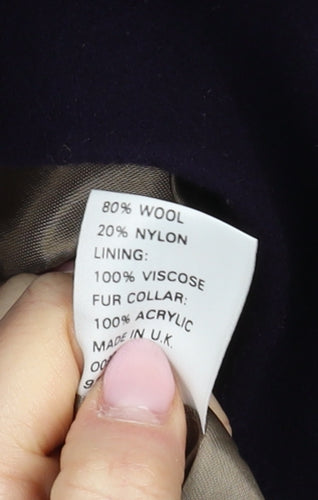 80% WOOL
20% NYLON
LINING:
100% VISCOSE
FUR COLLAR:
100% ACRYLIC
MADE IN U.K.